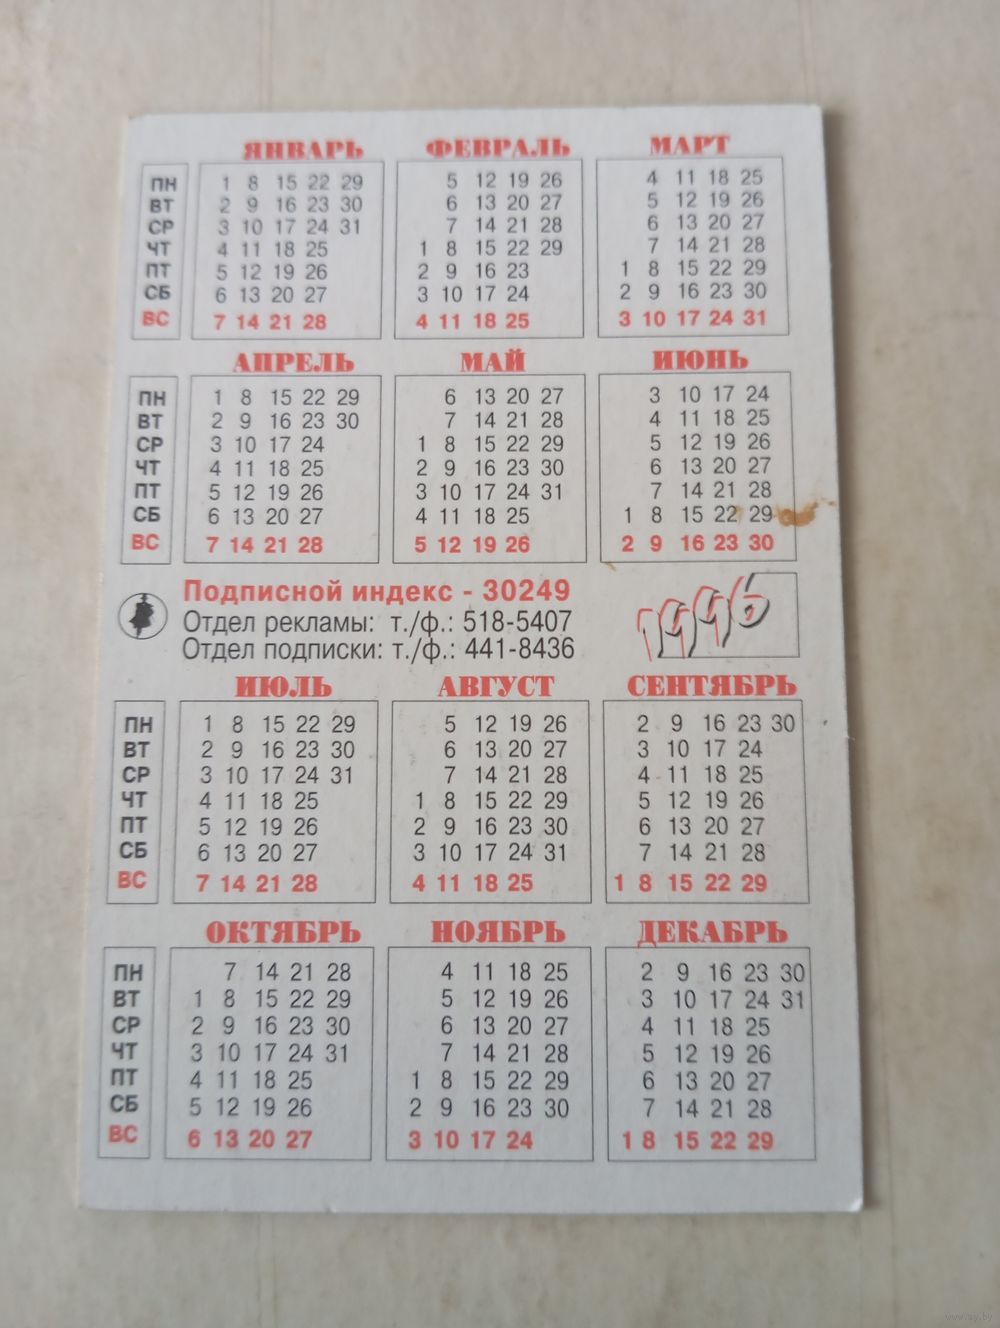 ЯНВАРЬ ФЕВРАЛЬ МАРТ
ПН 1 8 15 22 29 5 12 19 26 4 11 18 25
ВТ 2 9 16 23 30 6 13 20 27 5 12 19 26
СР 3 10 17 24 31 7 14 21 28 6 13 20 27
ЧТ 4 11 18 25 1 8 15 22 29 7 14 21 28
ПТ 5 12 19 26 2 9 16 23 1 8 15 22 29
СБ 6 13 20 27 3 10 17 24 2 9 16 23 30
ВС 7 14 21 28 4 11 18 25 3 10 17 24 31
АПРЕЛЬ МАЙ ИЮНЬ
ПН 1 8 15 22 29 6 13 20 27 3 10 17 24
ВТ 2 9 16 23 30 7 14 21 28 4 11 18 25
СР 3 10 17 24 1 8 15 22 29 5 12 19 26
ЧТ 4 11 18 25 2 9 16 23 30 6 13 20 27
ПТ 5 12 19 26 3 10 17 24 31 7 14 21 28
СБ 6 13 20 27 4 11 18 25 1 8 15 22 29
ВС 7 14 21 28 5 12 19 26 2 9 16 23 30
Подписной индекс - 30249
Отдел рекламы: т./ф.: 518-5407
Отдел подписки: т./ф.: 441-8436
1996
ИЮЛЬ АВГУСТ СЕНТЯБРЬ
ПН 1 8 15 22 29 5 12 19 26 2 9 16 23 30
ВТ 2 9 16 23 30 6 13 20 27 3 10 17 24
СР 3 10 17 24 31 7 14 21 28 4 11 18 25
ЧТ 4 11 18 25 1 8 15 22 29 5 12 19 26
ПТ 5 12 19 26 2 9 16 23 30 6 13 20 27
СБ 6 13 20 27 3 10 17 24 31 7 14 21 28
ВС 7 14 21 28 4 11 18 25 1 8 15 22 29
ОКТЯБРЬ НОЯБРЬ ДЕКАБРЬ
ПН 7 14 21 28 4 11 18 25 2 9 16 23 30
ВТ 1 8 15 22 29 5 12 19 26 3 10 17 24 31
СР 2 9 16 23 30 6 13 20 27 4 11 18 25
ЧТ 3 10 17 24 31 7 14 21 28 5 12 19 26
ПТ 4 11 18 25 1 8 15 22 29 6 13 20 27
СБ 5 12 19 26 2 9 16 23 30 7 14 21 28
ВС 6 13 20 27 3 10 17 24 1 8 15 22 29